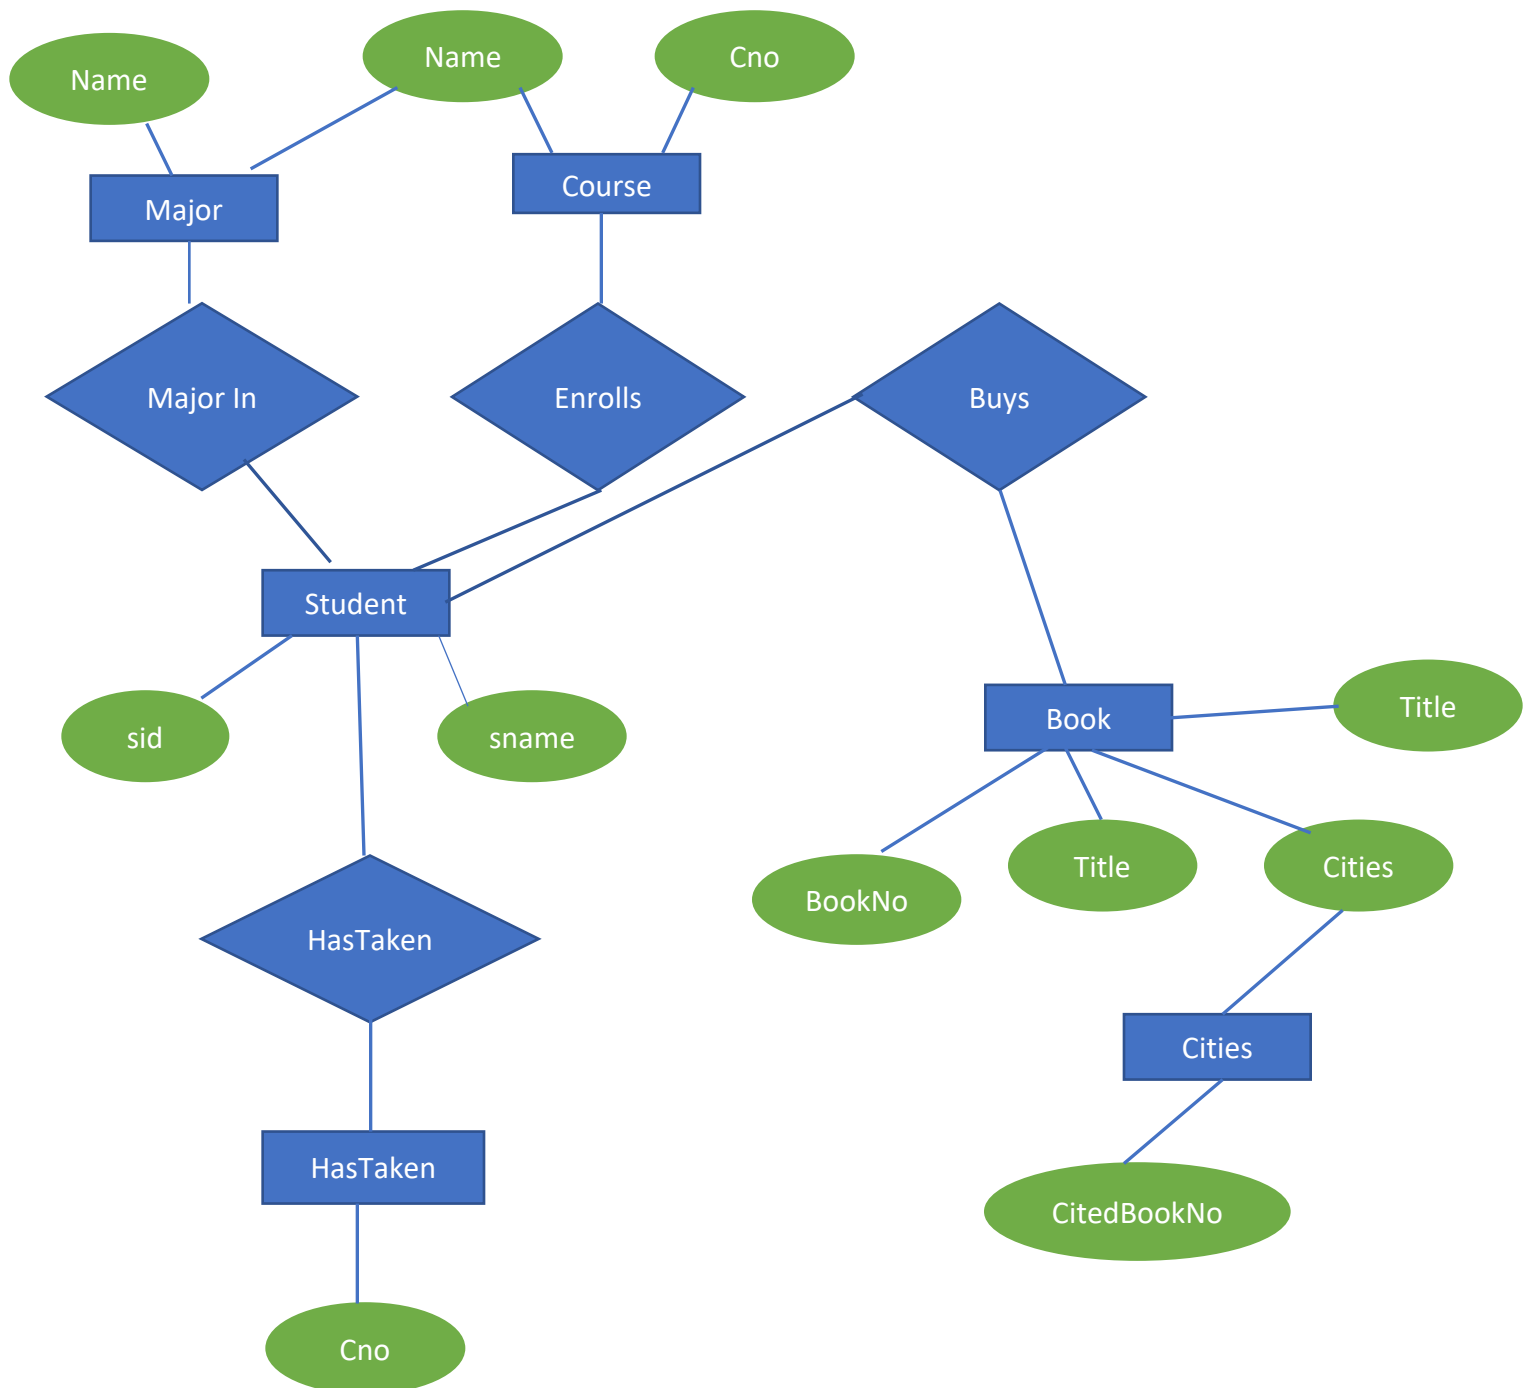 Name
Name
Cno
Major
Course
Major In
Enrolls
Buys
Student
sid
sname
Book
Title
BookNo
Title
Cities
HasTaken
Cities
HasTaken
CitedBookNo
Cno